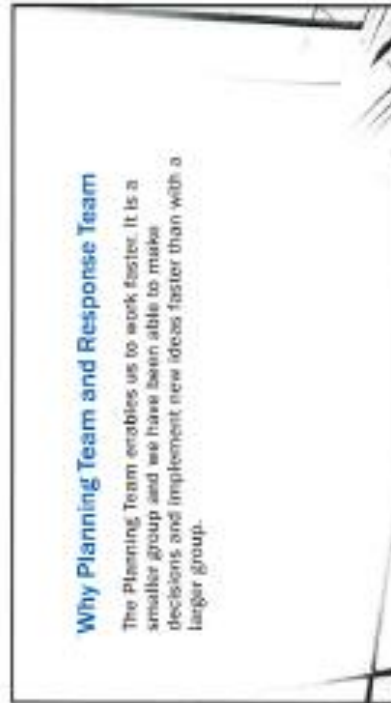 Why Planning Team and Response Team
The Planning Team enables us to work faster. It is a
smaller group and we have been able to make
decisions and implement new ideas faster than with a
larger group.